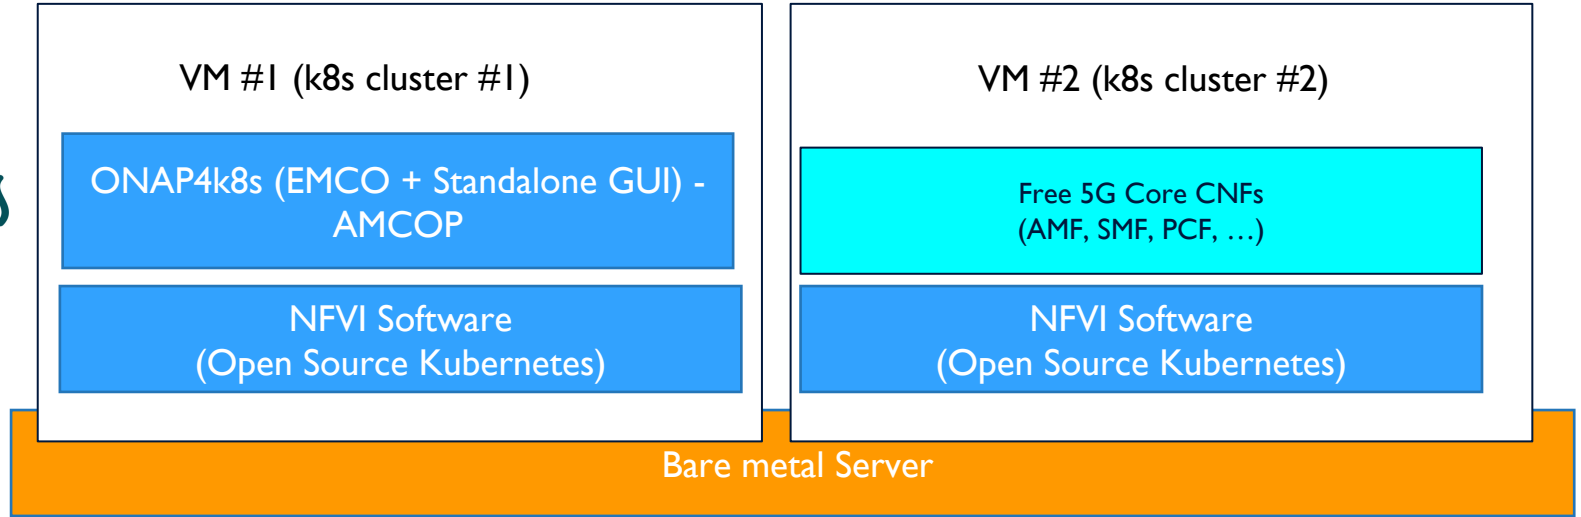 VM #1 (k8s cluster #1)
ONAP4k8s (EMCO + Standalone GUI) -
AMCOP
NFVI Software
(Open Source Kubernetes)
VM #2 (k8s cluster #2)
Free 5G Core CNFs
(AMF, SMF, PCF, …)
NFVI Software
(Open Source Kubernetes)
Bare metal Server